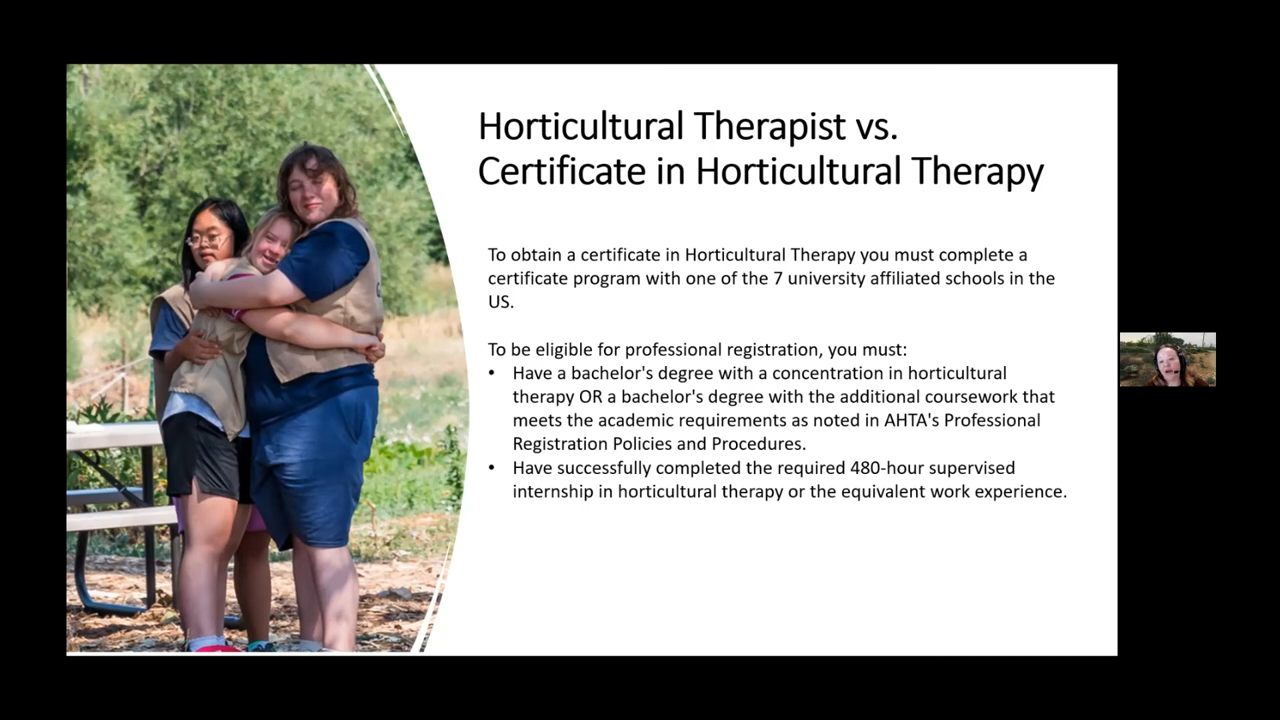 Horticultural Therapist vs.
Certificate in Horticultural Therapy
To obtain a certificate in Horticultural Therapy you must complete a
certificate program with one of the 7 university affiliated schools in the
US.
To be eligible for professional registration, you must:
• Have a bachelor's degree with a concentration in horticultural
therapy OR a bachelor's degree with the additional coursework that
meets the academic requirements as noted in AHTA's Professional
Registration Policies and Procedures.
• Have successfully completed the required 480-hour supervised
internship in horticultural therapy or the equivalent work experience.